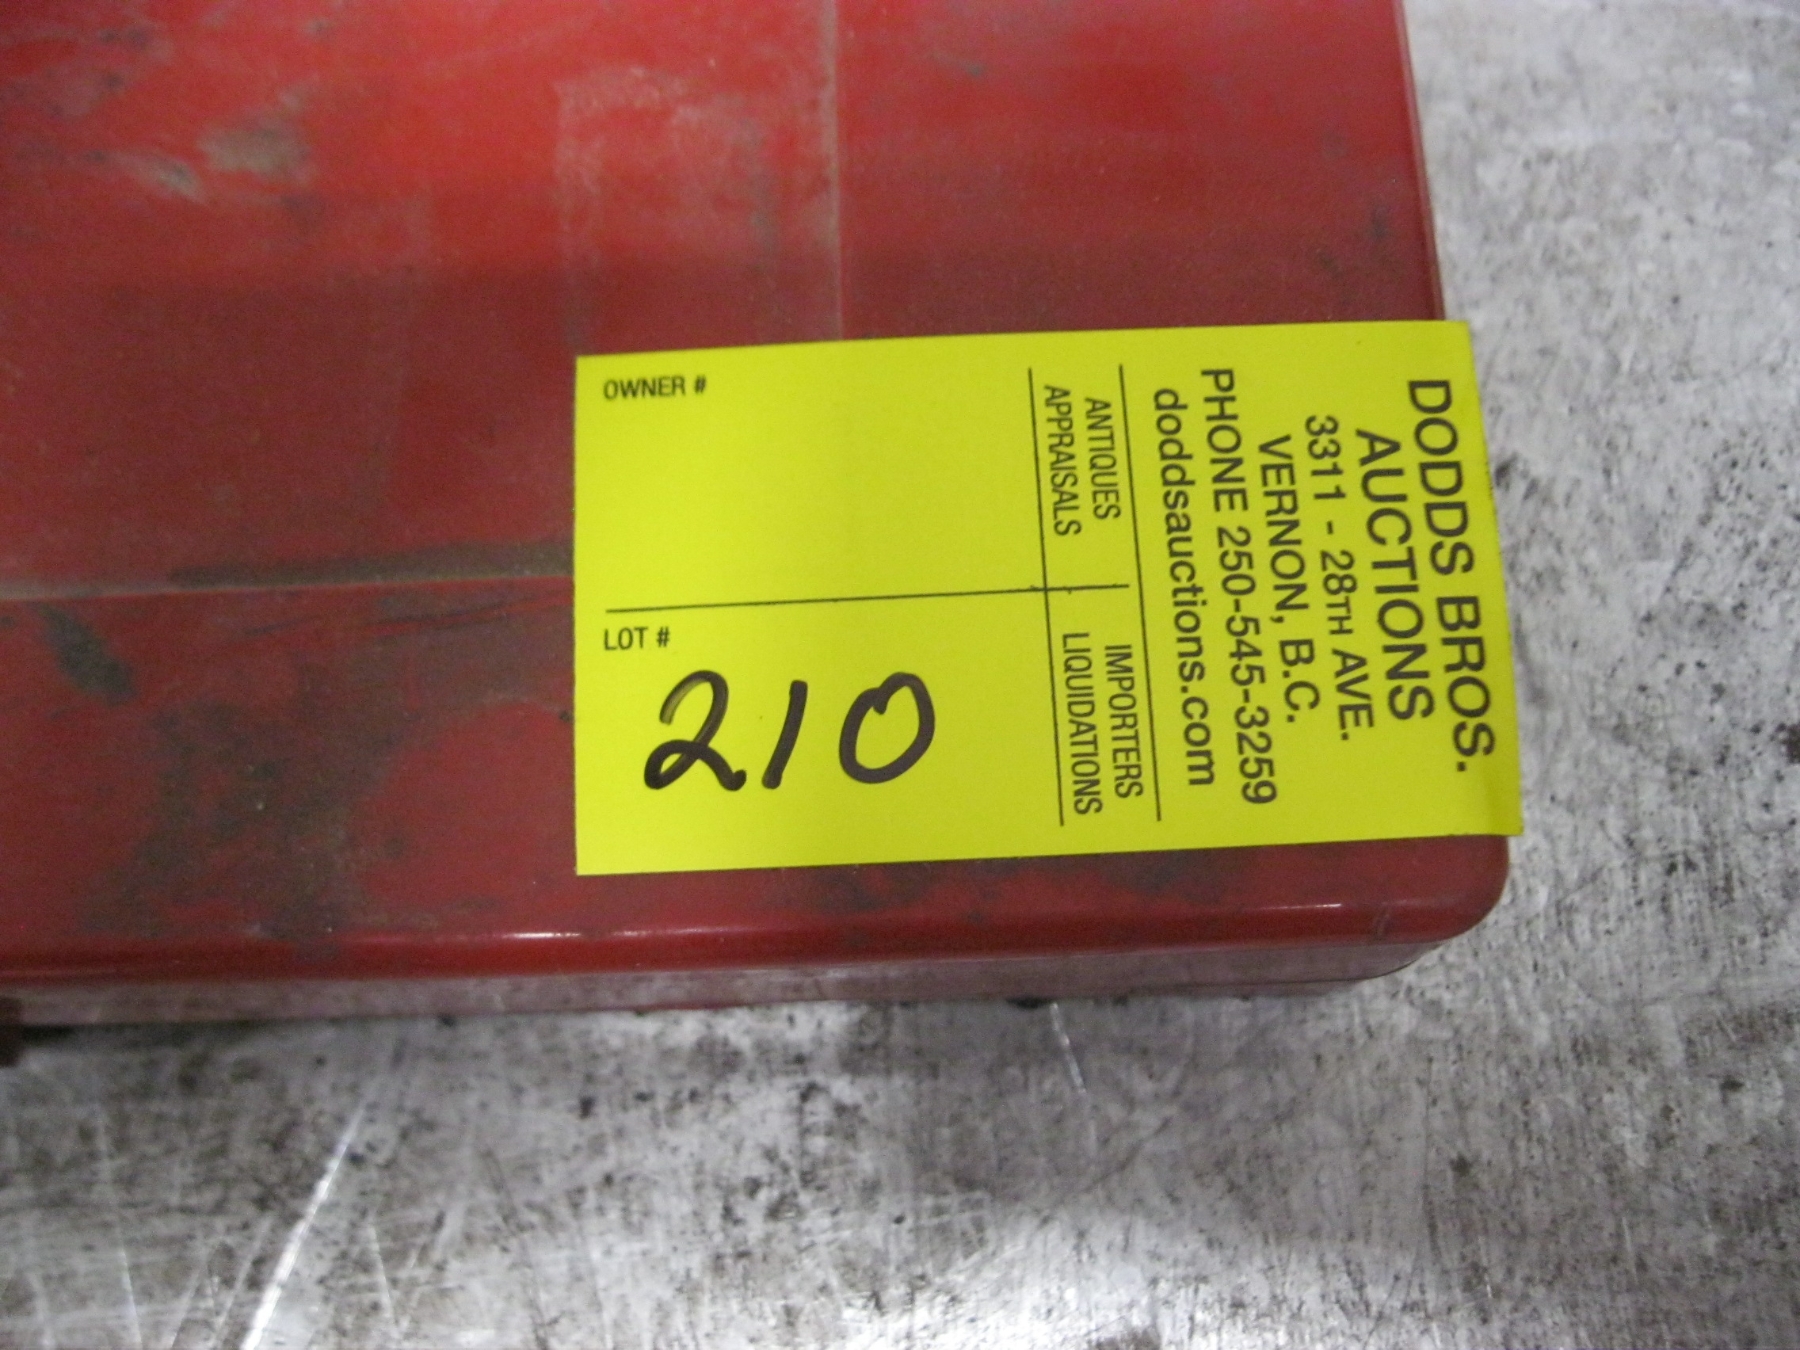 OWNER #
LOT #
210
DODDS BROS.
AUCTIONS
3311 - 28TH AVE.
VERNON, B.C.
PHONE 250-545-3259
doddsauctions.com
ANTIQUES IMPORTERS
APPRAISALS LIQUIDATIONS